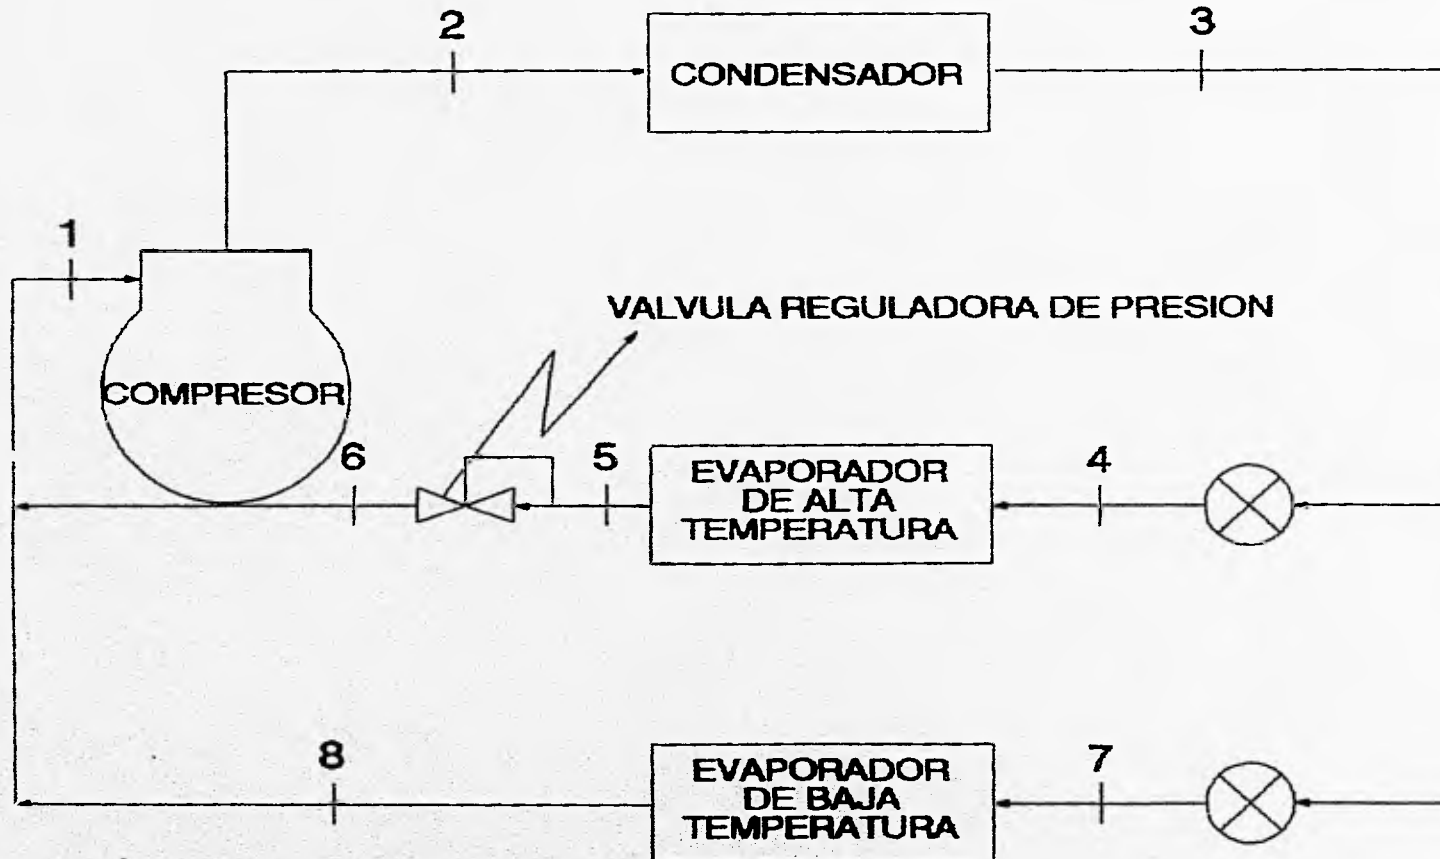 2
3
CONDENSADOR
1
VALVULA REGULADORA DE PRESION
COMPRESOR
6
5
EVAPORADOR
DE ALTA
TEMPERATURA
4
8
EVAPORADOR
DE BAJA
TEMPERATURA
7